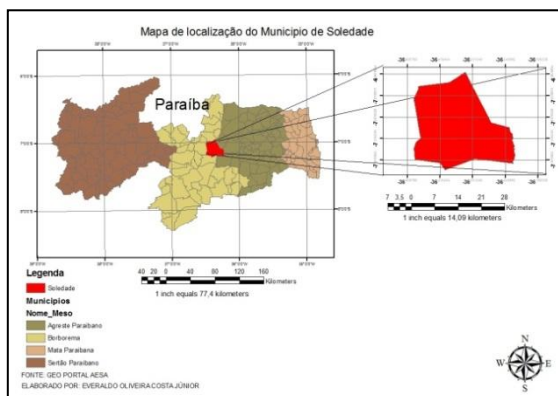 Mapa de localização do Municipio de Soledade
Paraíba
7 3,5 0 7 14 21 28
Kilometers
1 inch equals 14,09 kilometers
40 20 0 40 80 120 160
Kilometers
1 inch equals 77,4 kilometers
Legenda
Soledade
Municipios
Nome_Meso
Agreste Paraibano
Borborema
Mata Paraibana
Sertão Paraibano
FONTE: GEO PORTAL AESA
ELABORADO POR: EVERALDO OLIVEIRA COSTA JÚNIOR
N
W E
S